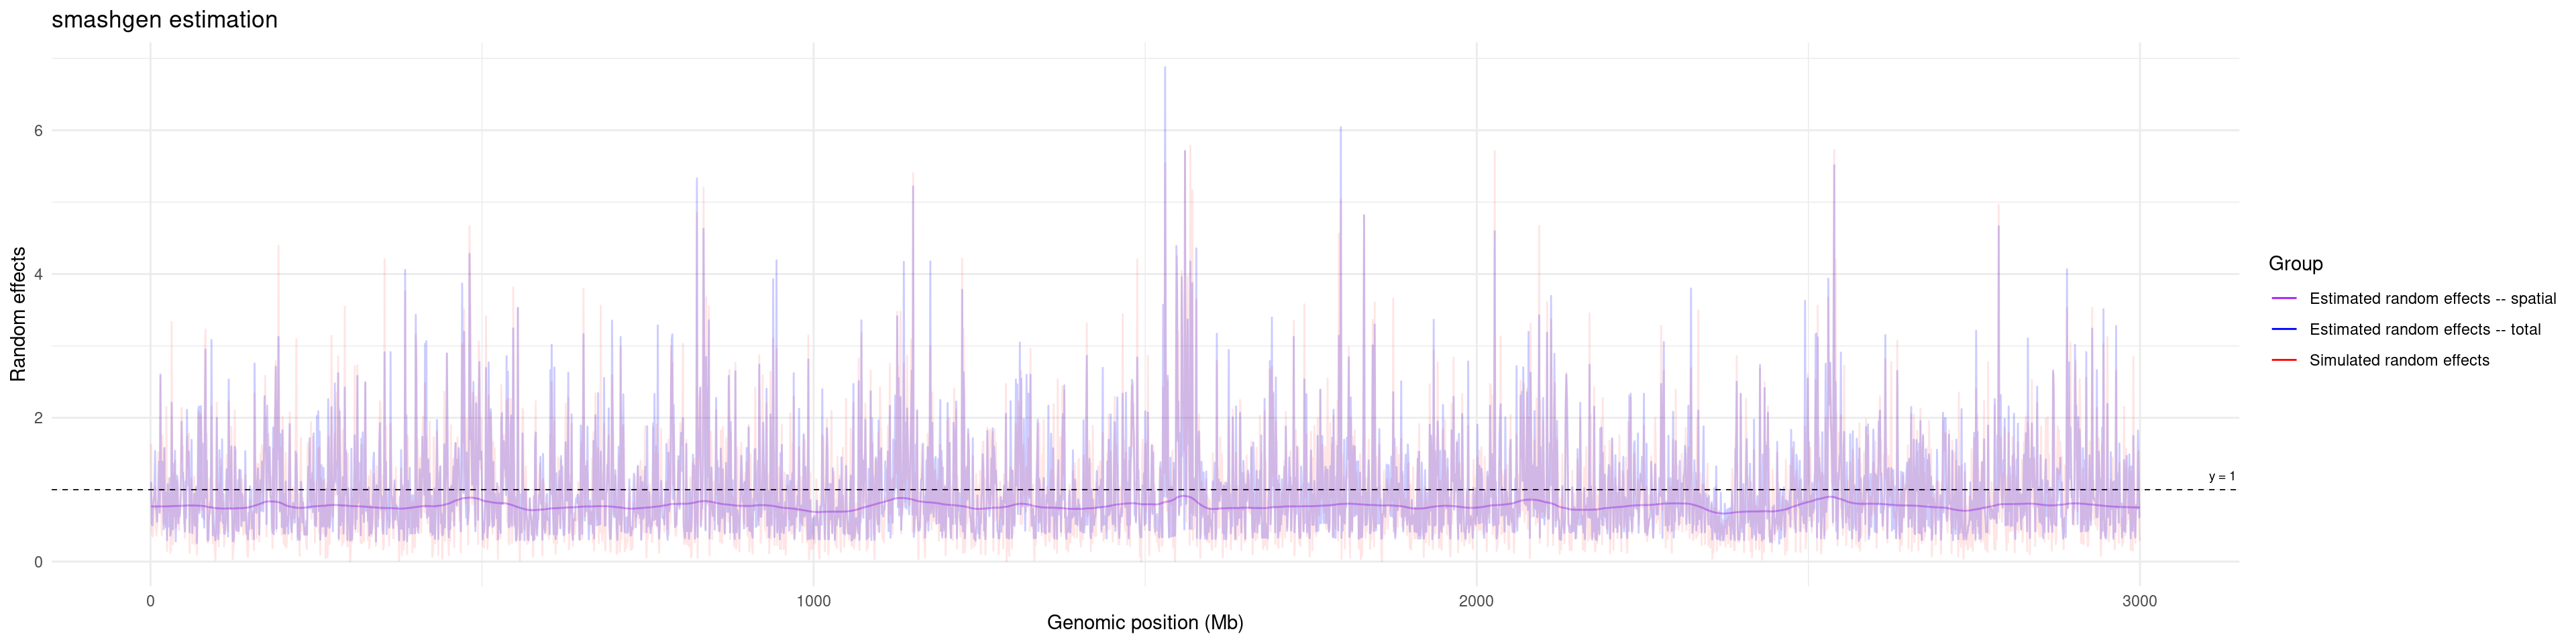 smashgen estimation
Random effects
6
4
2
0
y = 1
0
1000
2000
3000
Genomic position (Mb)
Group
Estimated random effects -- spatial
Estimated random effects -- total
Simulated random effects